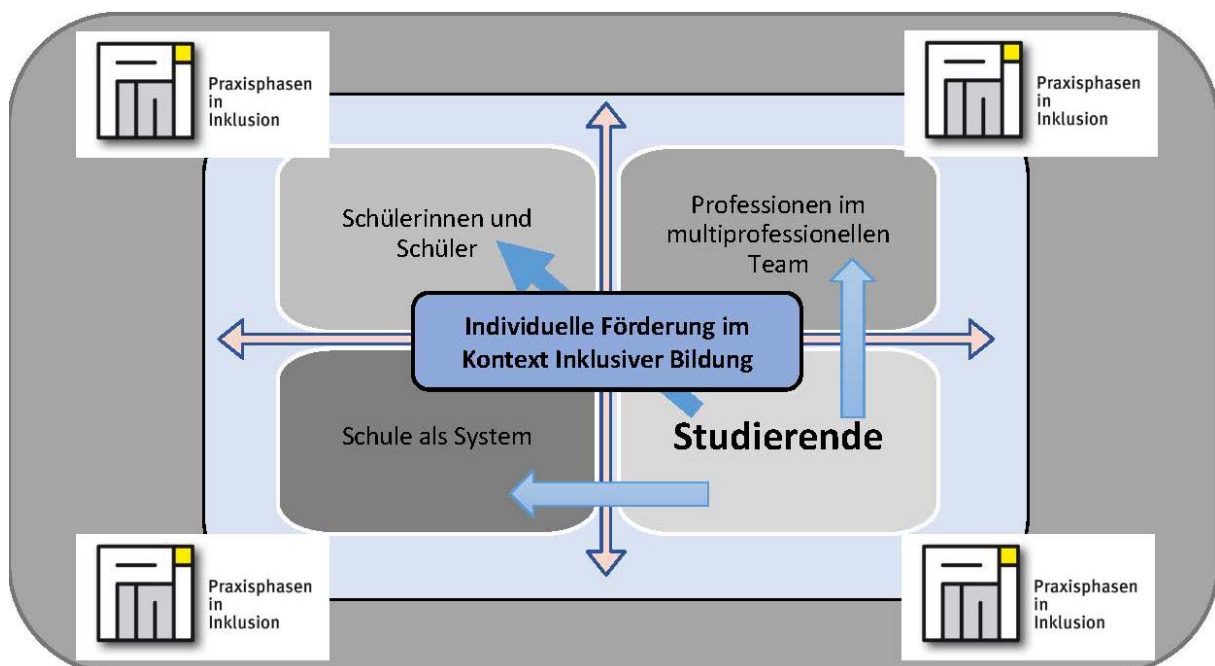 Praxisphasen
in
Inklusion
Praxisphasen
in
Inklusion
Schülerinnen und
Schüler
Professionen im
multiprofessionellen
Team
Individuelle Förderung im
Kontext Inklusiver Bildung
Schule als System
Studierende
Praxisphasen
in
Inklusion
Praxisphasen
in
Inklusion